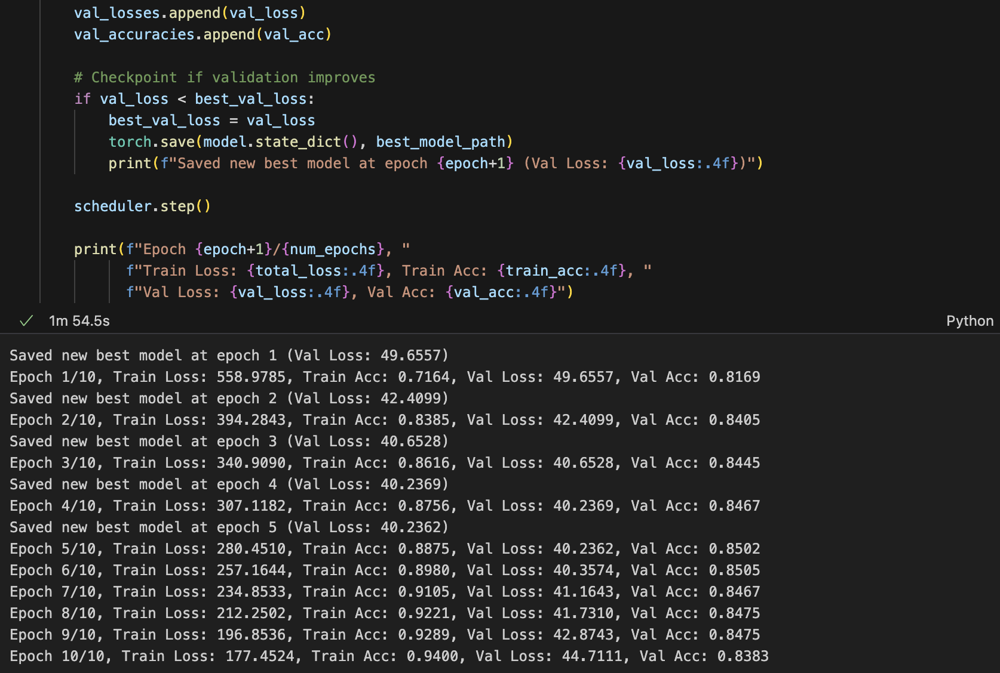 val_losses.append(val_loss)
val_accuracies.append(val_acc)
# Checkpoint if validation improves
if val_loss < best_val_loss:
best_val_loss = val_loss
torch.save(model.state_dict(), best_model_path)
print(f"Saved new best model at epoch {epoch+1} (Val Loss: {val_loss:.4f})")
scheduler.step()
print(f"Epoch {epoch+1}/{num_epochs}, "
f"Train Loss: {total_loss:.4f}, Train Acc: {train_acc:.4f}, "
f"Val Loss: {val_loss:.4f}, Val Acc: {val_acc:.4f}")
1m 54.5s Python
Saved new best model at epoch 1 (Val Loss: 49.6557)
Epoch 1/10, Train Loss: 558.9785, Train Acc: 0.7164, Val Loss: 49.6557, Val Acc: 0.8169
Saved new best model at epoch 2 (Val Loss: 42.4099)
Epoch 2/10, Train Loss: 394.2843, Train Acc: 0.8385, Val Loss: 42.4099, Val Acc: 0.8405
Saved new best model at epoch 3 (Val Loss: 40.6528)
Epoch 3/10, Train Loss: 340.9090, Train Acc: 0.8616, Val Loss: 40.6528, Val Acc: 0.8445
Saved new best model at epoch 4 (Val Loss: 40.2369)
Epoch 4/10, Train Loss: 307.1182, Train Acc: 0.8756, Val Loss: 40.2369, Val Acc: 0.8467
Saved new best model at epoch 5 (Val Loss: 40.2362)
Epoch 5/10, Train Loss: 280.4510, Train Acc: 0.8875, Val Loss: 40.2362, Val Acc: 0.8502
Epoch 6/10, Train Loss: 257.1644, Train Acc: 0.8980, Val Loss: 40.3574, Val Acc: 0.8505
Epoch 7/10, Train Loss: 234.8533, Train Acc: 0.9105, Val Loss: 41.1643, Val Acc: 0.8467
Epoch 8/10, Train Loss: 212.2502, Train Acc: 0.9221, Val Loss: 41.7310, Val Acc: 0.8475
Epoch 9/10, Train Loss: 196.8536, Train Acc: 0.9289, Val Loss: 42.8743, Val Acc: 0.8475
Epoch 10/10, Train Loss: 177.4524, Train Acc: 0.9400, Val Loss: 44.7111, Val Acc: 0.8383